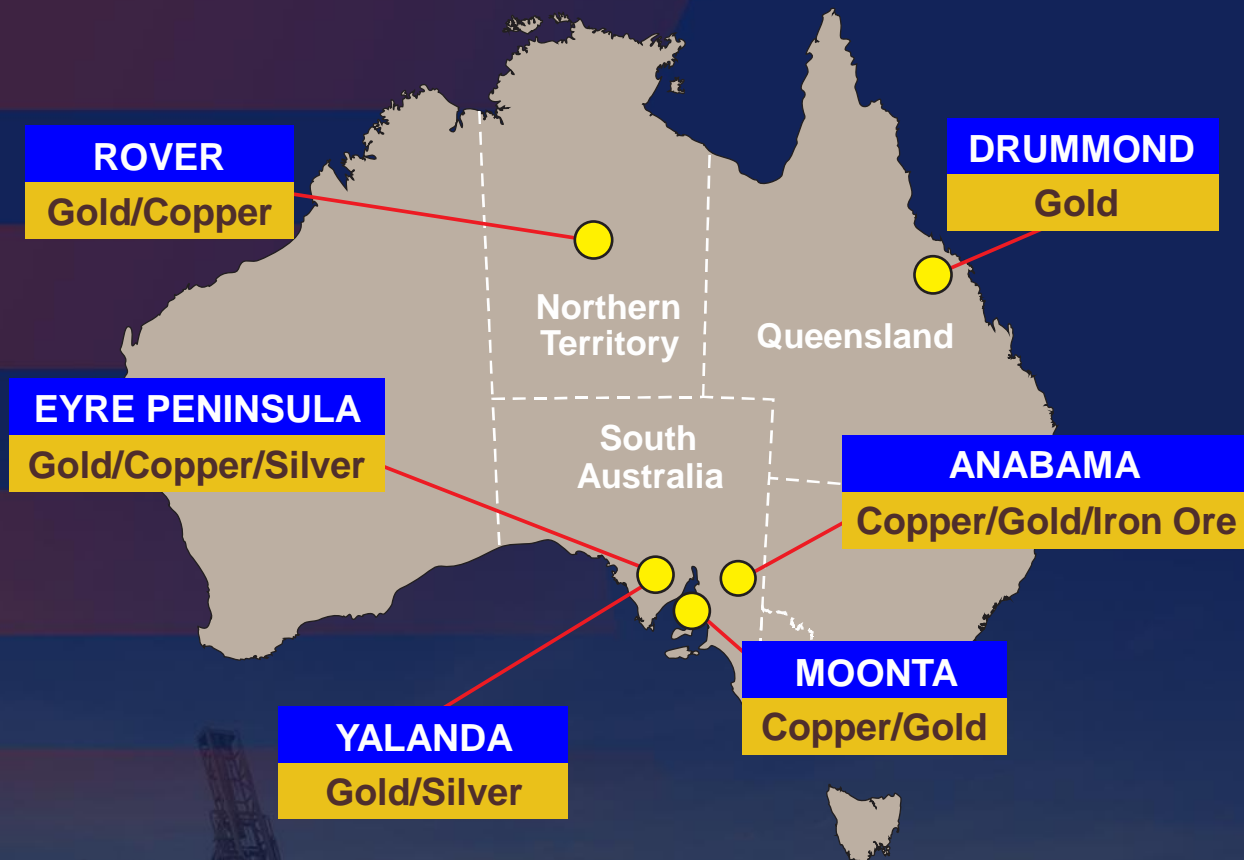 ROVER
Gold/Copper
DRUMMOND
Gold
Northern
Territory
Queensland
EYRE PENINSULA
Gold/Copper/Silver
South
Australia
ANABAMA
Copper/Gold/Iron Ore
MOONTA
Copper/Gold
YALANDA
Gold/Silver